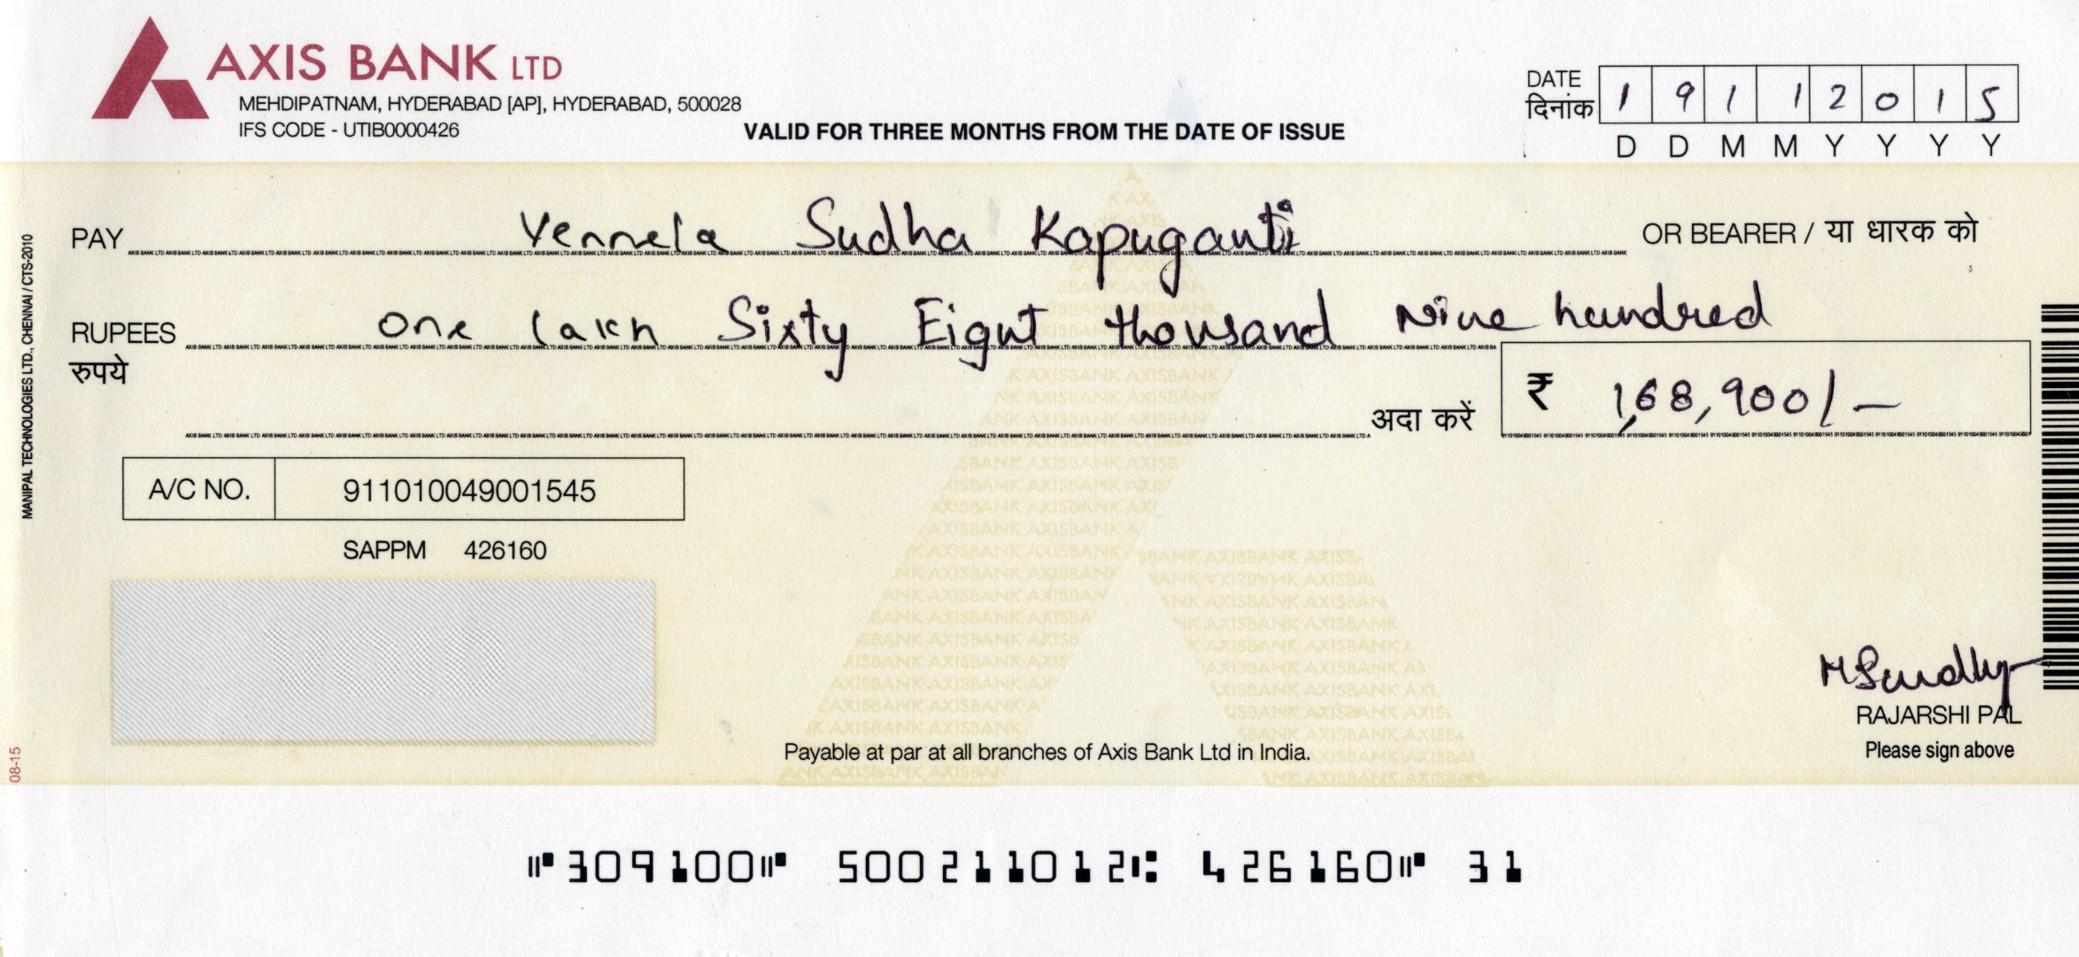 AXIS BANK LTD
MEHDIPATNAM, HYDERABAD [AP], HYDERABAD, 500028
IFS CODE - UTIB0000426
VALID FOR THREE MONTHS FROM THE DATE OF ISSUE
DATE
दिनांक
1 9 1 1 2 0 1 5
D D M M Y Y Y Y
PAY Vennela Sudha Kapuganti OR BEARER / या धारक को
RUPEES one lakh Sixty Eight thousand Nine hundred
रुपये
अदा करें ₹ 1,68,900/-
A/C NO. 911010049001545
SAPPM 426160
RAJARSHI PAL
Please sign above
Payable at par at all branches of Axis Bank Ltd in India.
MANIPAL TECHNOLOGIES LTD., CHENNAI / CTS-2010
08-15
⑈309100⑈ 500211012⑆ 426160⑈ 31